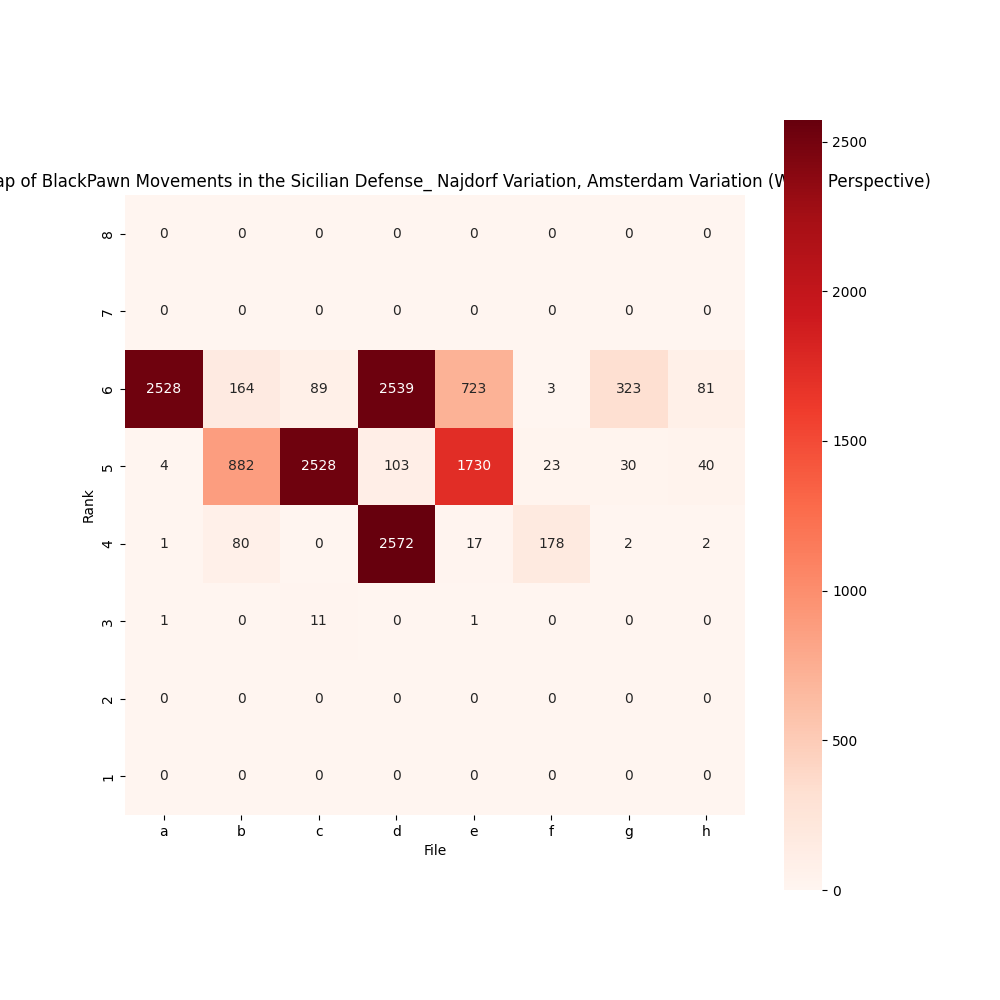 ap of BlackPawn Movements in the Sicilian Defense_ Najdorf Variation, Amsterdam Variation (W Perspective)
8 0 0 0 0 0 0 0 0
7 0 0 0 0 0 0 0 0
6 2528 164 89 2539 723 3 323 81
5 4 882 2528 103 1730 23 30 40
4 1 80 0 2572 17 178 2 2
3 1 0 11 0 1 0 0 0
2 0 0 0 0 0 0 0 0
1 0 0 0 0 0 0 0 0
a b c d e f g h
File
Rank
2500
2000
1500
1000
500
0